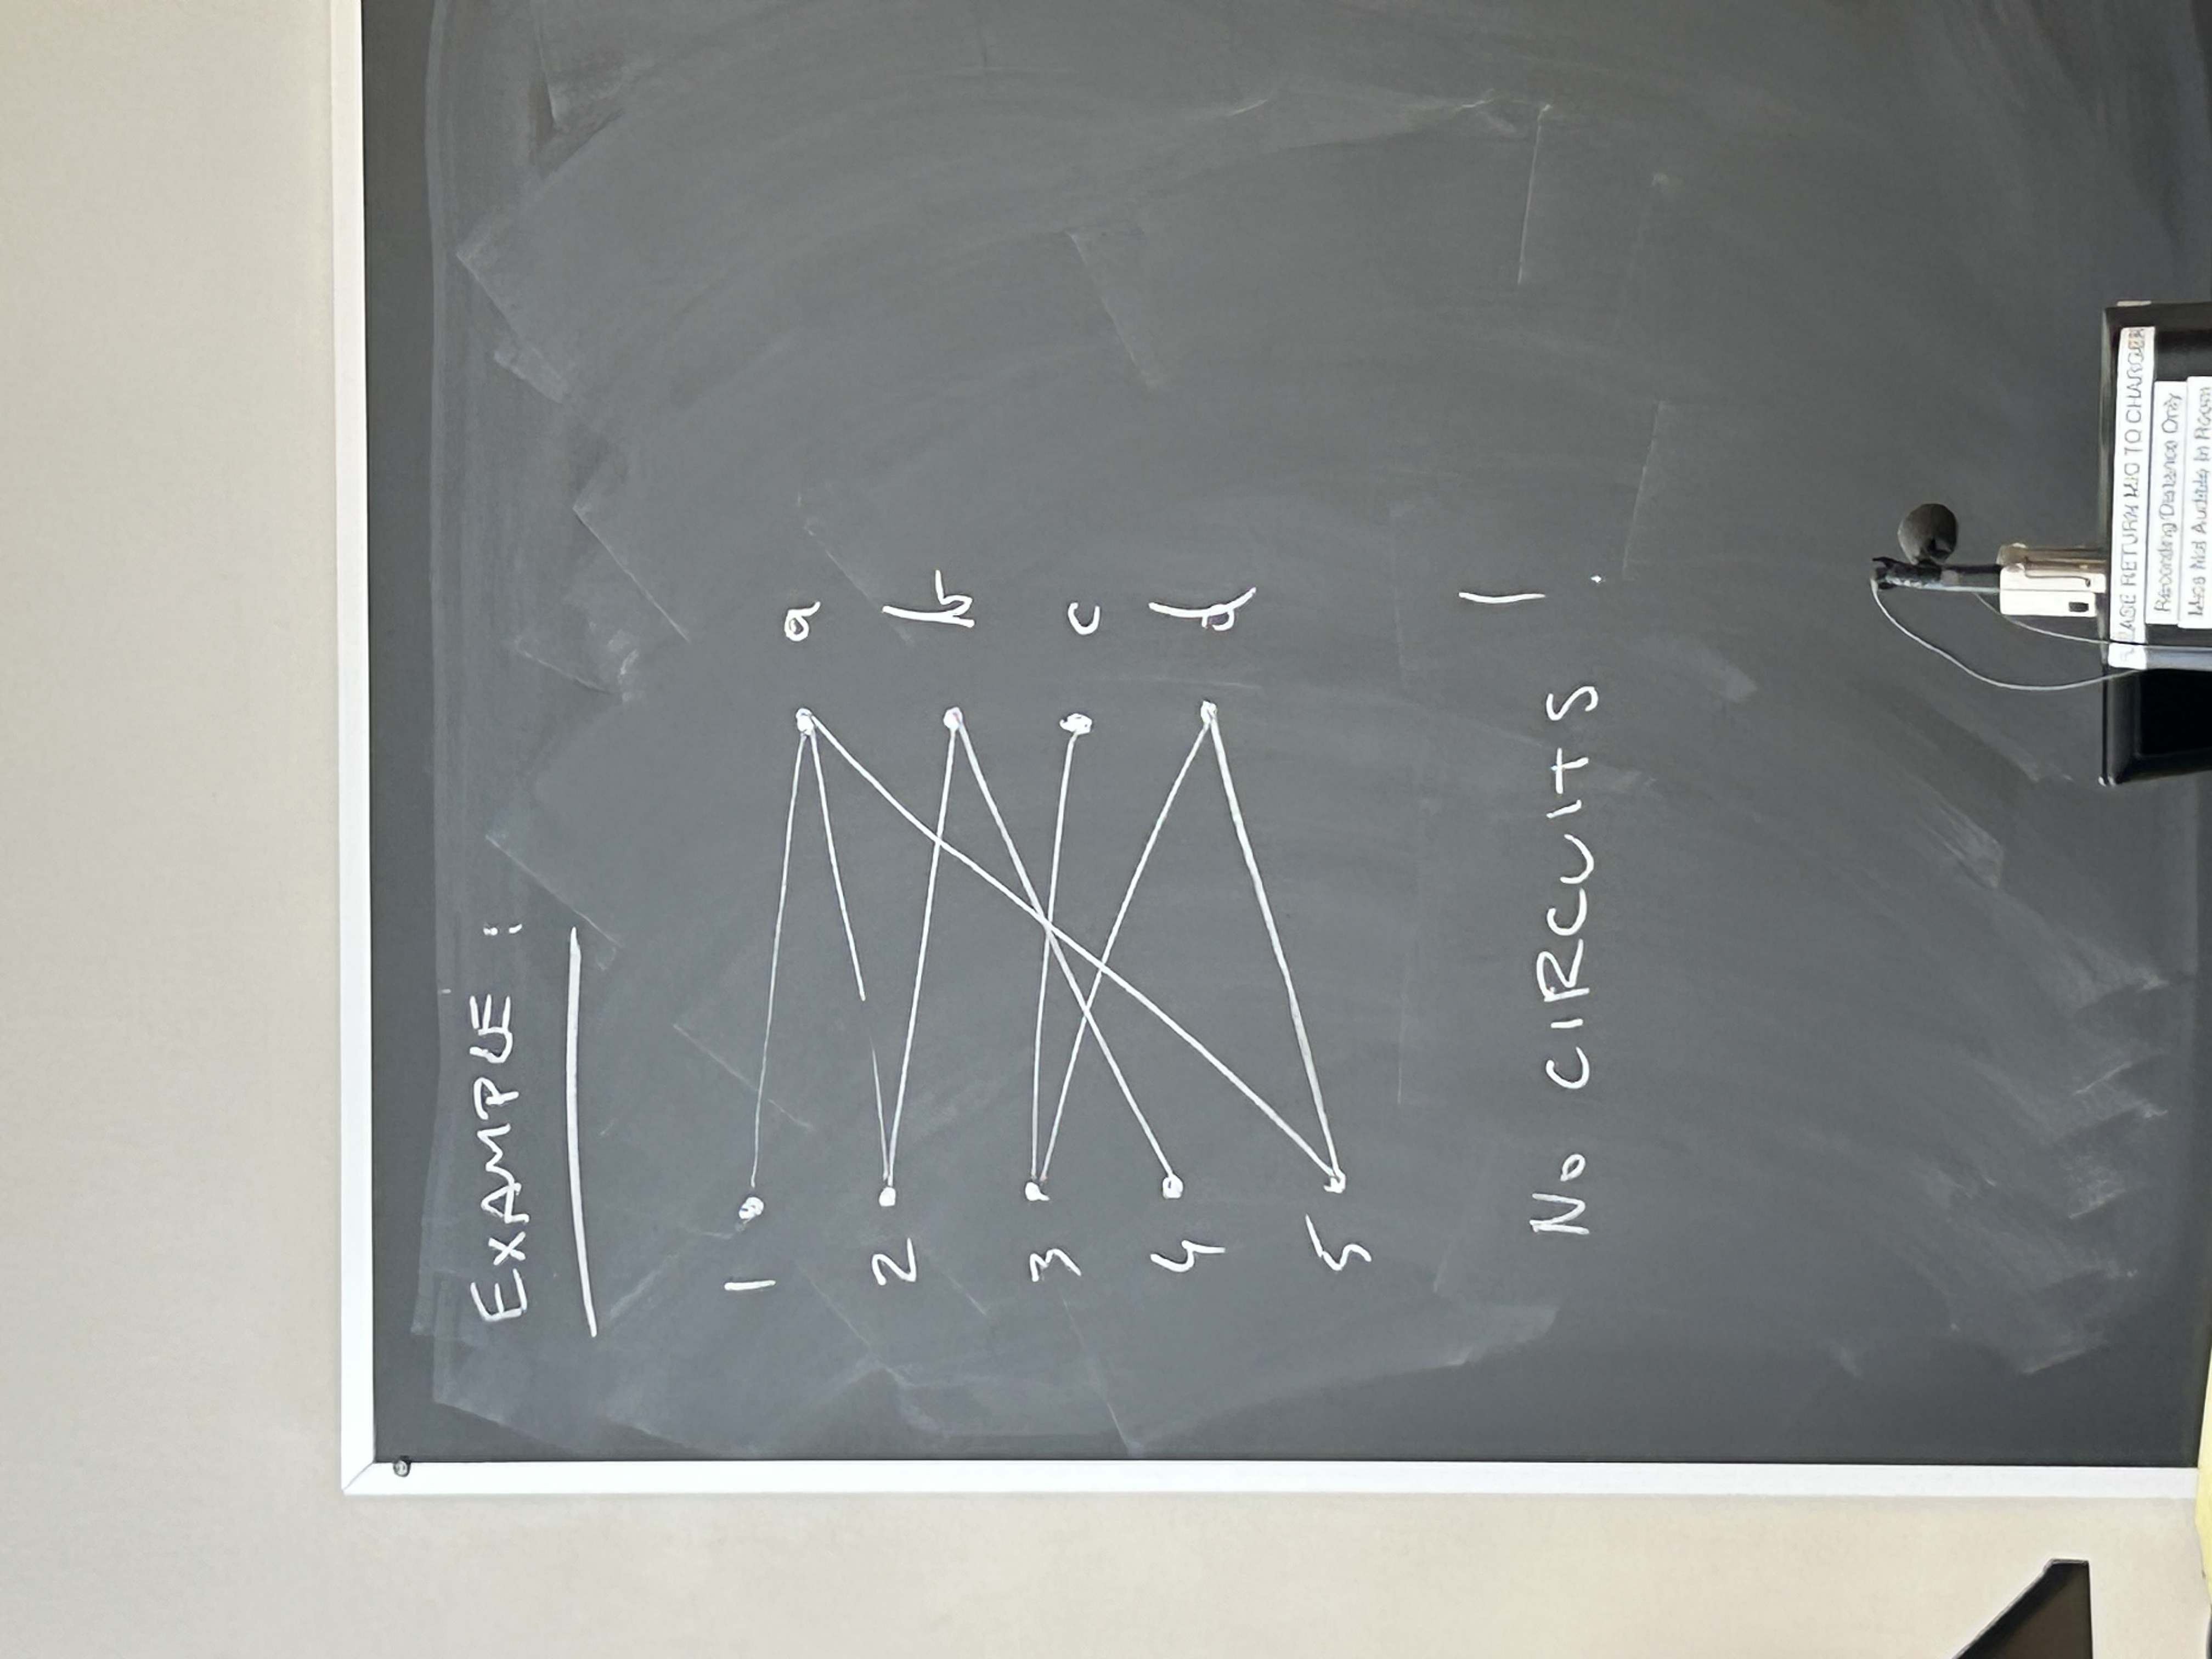 EXAMPLE :
1
a
2
b
3
c
4
d
5
NO CIRCUITS !
ASE RETURN MIC TO CHARGER
Recording Distance Only
Mics Not Audible In Room